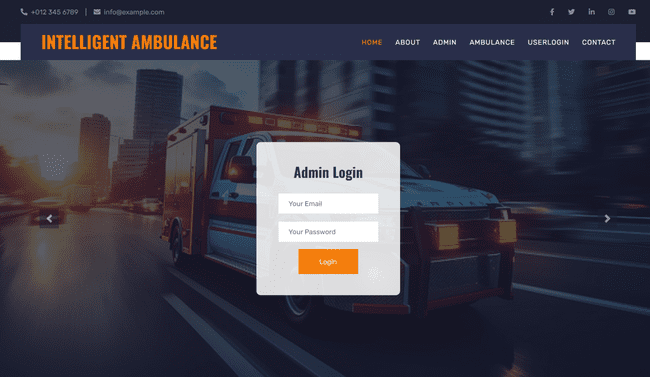 +012 345 6789 | info@example.com
INTELLIGENT AMBULANCE
HOME ABOUT ADMIN AMBULANCE USERLOGIN CONTACT
Admin Login
Your Email
Your Password
Login